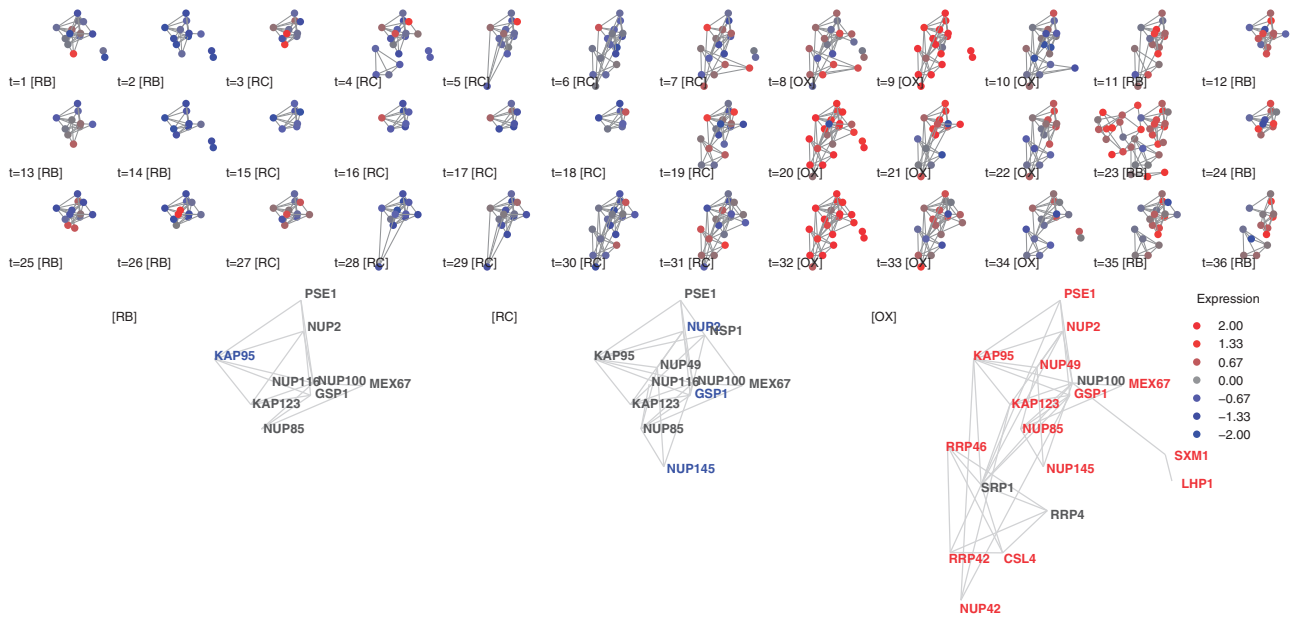 t=1 [RB] t=2 [RB] t=3 [RC] t=4 [RC] t=5 [RC] t=6 [RC] t=7 [RC] t=8 [OX] t=9 [OX] t=10 [OX] t=11 [RB] t=12 [RB]
t=13 [RB] t=14 [RB] t=15 [RC] t=16 [RC] t=17 [RC] t=18 [RC] t=19 [RC] t=20 [OX] t=21 [OX] t=22 [OX] t=23 [RB] t=24 [RB]
t=25 [RB] t=26 [RB] t=27 [RC] t=28 [RC] t=29 [RC] t=30 [RC] t=31 [RC] t=32 [OX] t=33 [OX] t=34 [OX] t=35 [RB] t=36 [RB]
[RB]
PSE1
NUP2
KAP95
NUP116
NUP100
MEX67
GSP1
KAP123
NUP85
[RC]
PSE1
NUP2
NSP1
KAP95
NUP49
NUP116
NUP100
MEX67
GSP1
KAP123
NUP85
NUP145
[OX]
PSE1
NUP2
KAP95
NUP49
NUP100
MEX67
GSP1
KAP123
NUP85
RRP46
SXM1
NUP145
LHP1
SRP1
RRP4
RRP42
CSL4
NUP42
Expression
2.00
1.33
0.67
0.00
−0.67
−1.33
−2.00